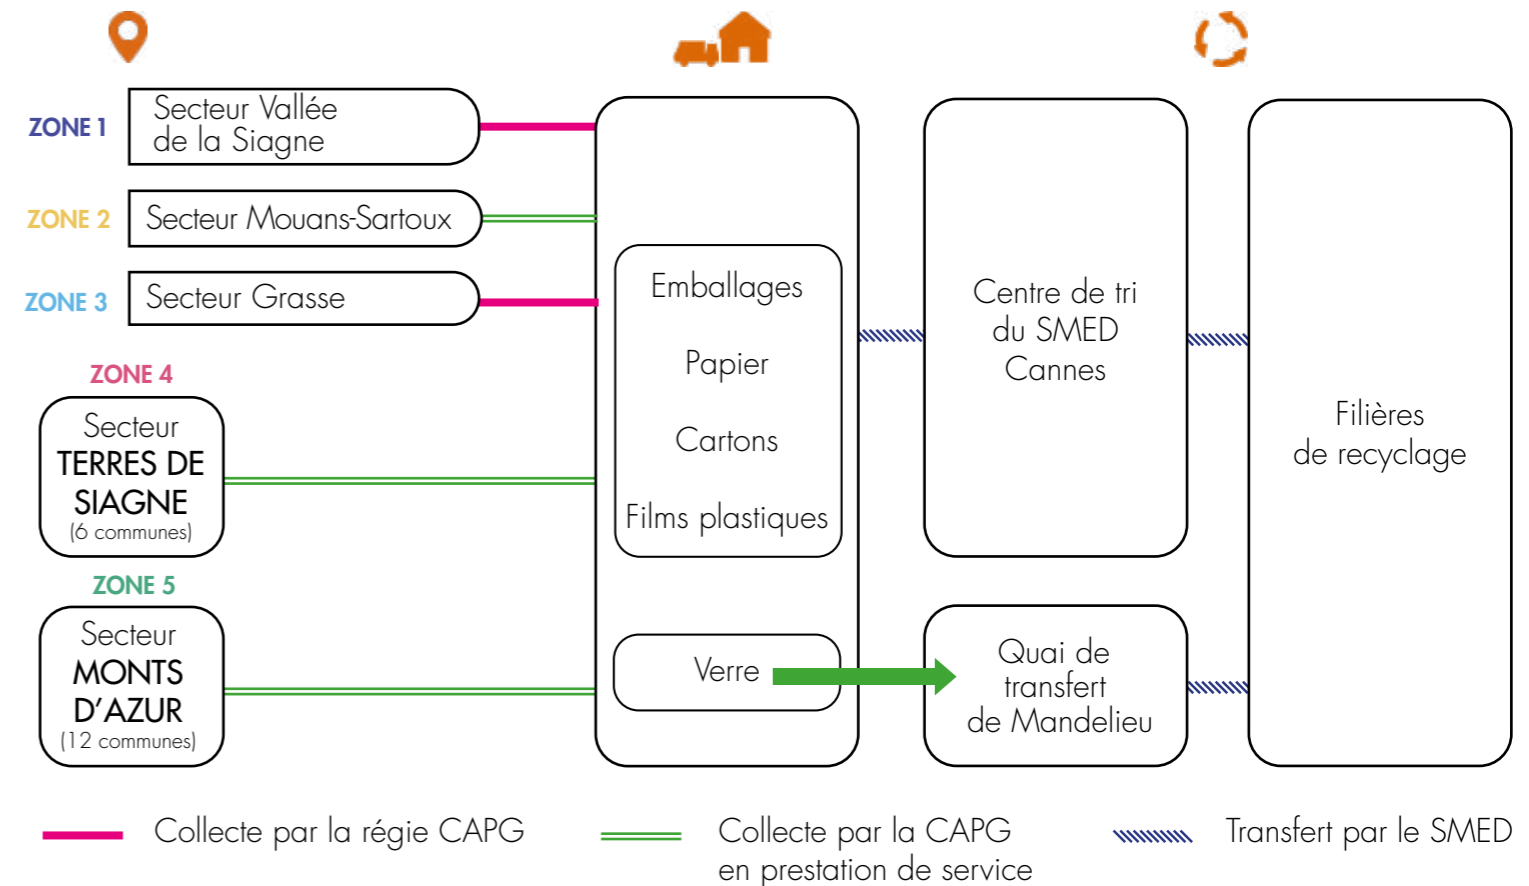 ZONE 1
Secteur Vallée
de la Siagne
ZONE 2
Secteur Mouans-Sartoux
ZONE 3
Secteur Grasse
ZONE 4
Secteur
TERRES DE
SIAGNE
(6 communes)
ZONE 5
Secteur
MONTS
D'AZUR
(12 communes)
Emballages
Papier
Cartons
Films plastiques
Verre
Centre de tri
du SMED
Cannes
Quai de
transfert
de Mandelieu
Filières
de recyclage
Collecte par la régie CAPG
Collecte par la CAPG
en prestation de service
Transfert par le SMED